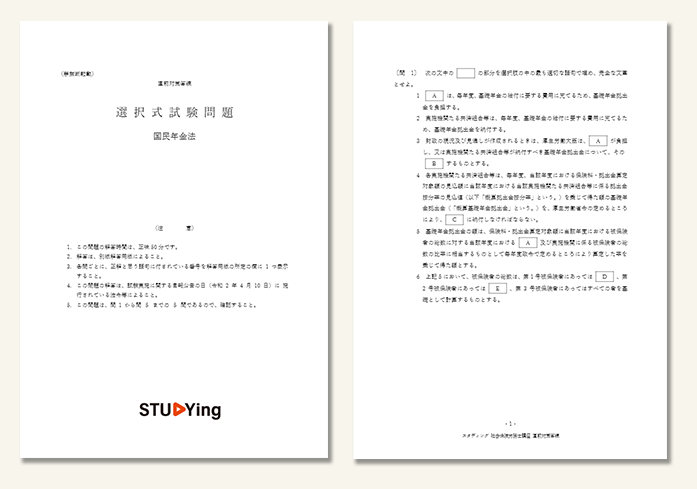 (無断転載)
直前対策答練
選択式試験問題
国民年金法
(注 意)
1. この問題の解答時間は、正味50分です。
2. 解答は、別紙解答用紙によること。
3. 各問ごとに、正解と思う語句に付されている番号を解答用紙の所定の欄に 1つ表示
すること。
4. この問題の解答は、試験実施に関する官報公告の日(令和 2 年 4 月 10 日)に 施
行されている法令等によること。
5. この問題は、問 1 から問 5 までの 5 問であるので、確認すること。
STUDYing
〔問 1〕 次の文中の の部分を選択肢の中の最も適切な語句で埋め、完全な文章
とせよ。
1 A は、毎年度、基礎年金の給付に要する費用に充てるため、基礎年金拠出
金を負担する。
2 実施機関たる共済組合等は、毎年度、基礎年金の給付に要する費用に充てるた
め、基礎年金拠出金を納付する。
3 財政の現況及び見通しが作成されるときは、厚生労働大臣は、 A が負担
し、又は実施機関たる共済組合等が納付すべき基礎年金拠出金について、その
B するものとする。
4 各実施機関たる共済組合等は、毎年度、当該年度における保険料・拠出金算定
対象額の見込額に当該年度における当該実施機関たる共済組合等に係る拠出金
按分率の見込値(以下「概算拠出金按分率」という。)を乗じて得た額の基礎年
金拠出金(「概算基礎年金拠出金」という。)を、厚生労働省令の定めるところ
により、 C に納付しなければならない。
5 基礎年金拠出金の額は、保険料・拠出金算定対象額に当該年度における被保険
者の総数に対する当該年度における A 及び実施機関に係る被保険者の総
数の比率に相当するものとして毎年度政令で定めるところにより算定した率を
乗じて得た額とする。
6 上記5において、被保険者の総数は、第 1 号被保険者にあっては D 、第
2 号被保険者にあっては E 、第 3 号被保険者にあってはすべての者を基
礎として計算するものとする。
- 1 -
スタディング 社会保険労務士講座 直前対策答練